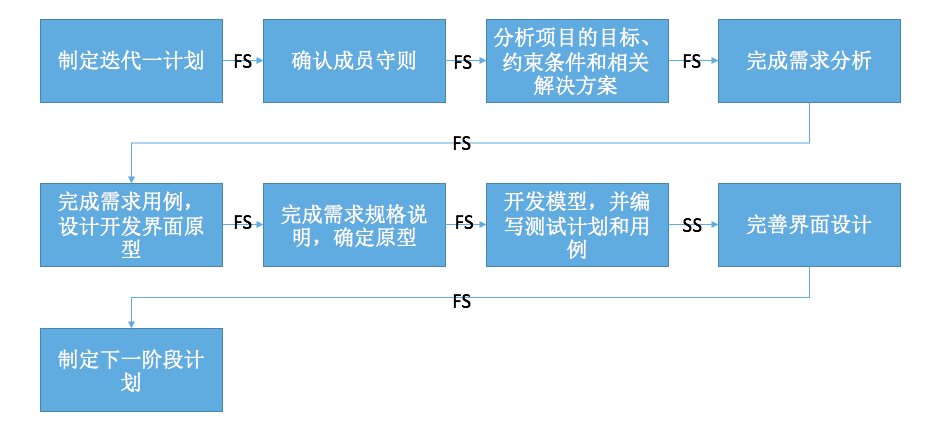 制定迭代一计划
FS
确认成员守则
FS
分析项目的目标、
约束条件和相关
解决方案
FS
完成需求分析
FS
完成需求用例，
设计开发界面原
型
FS
完成需求规格说
明，确定原型
FS
开发模型，并编
写测试计划和用
例
SS
完善界面设计
FS
制定下一阶段计
划